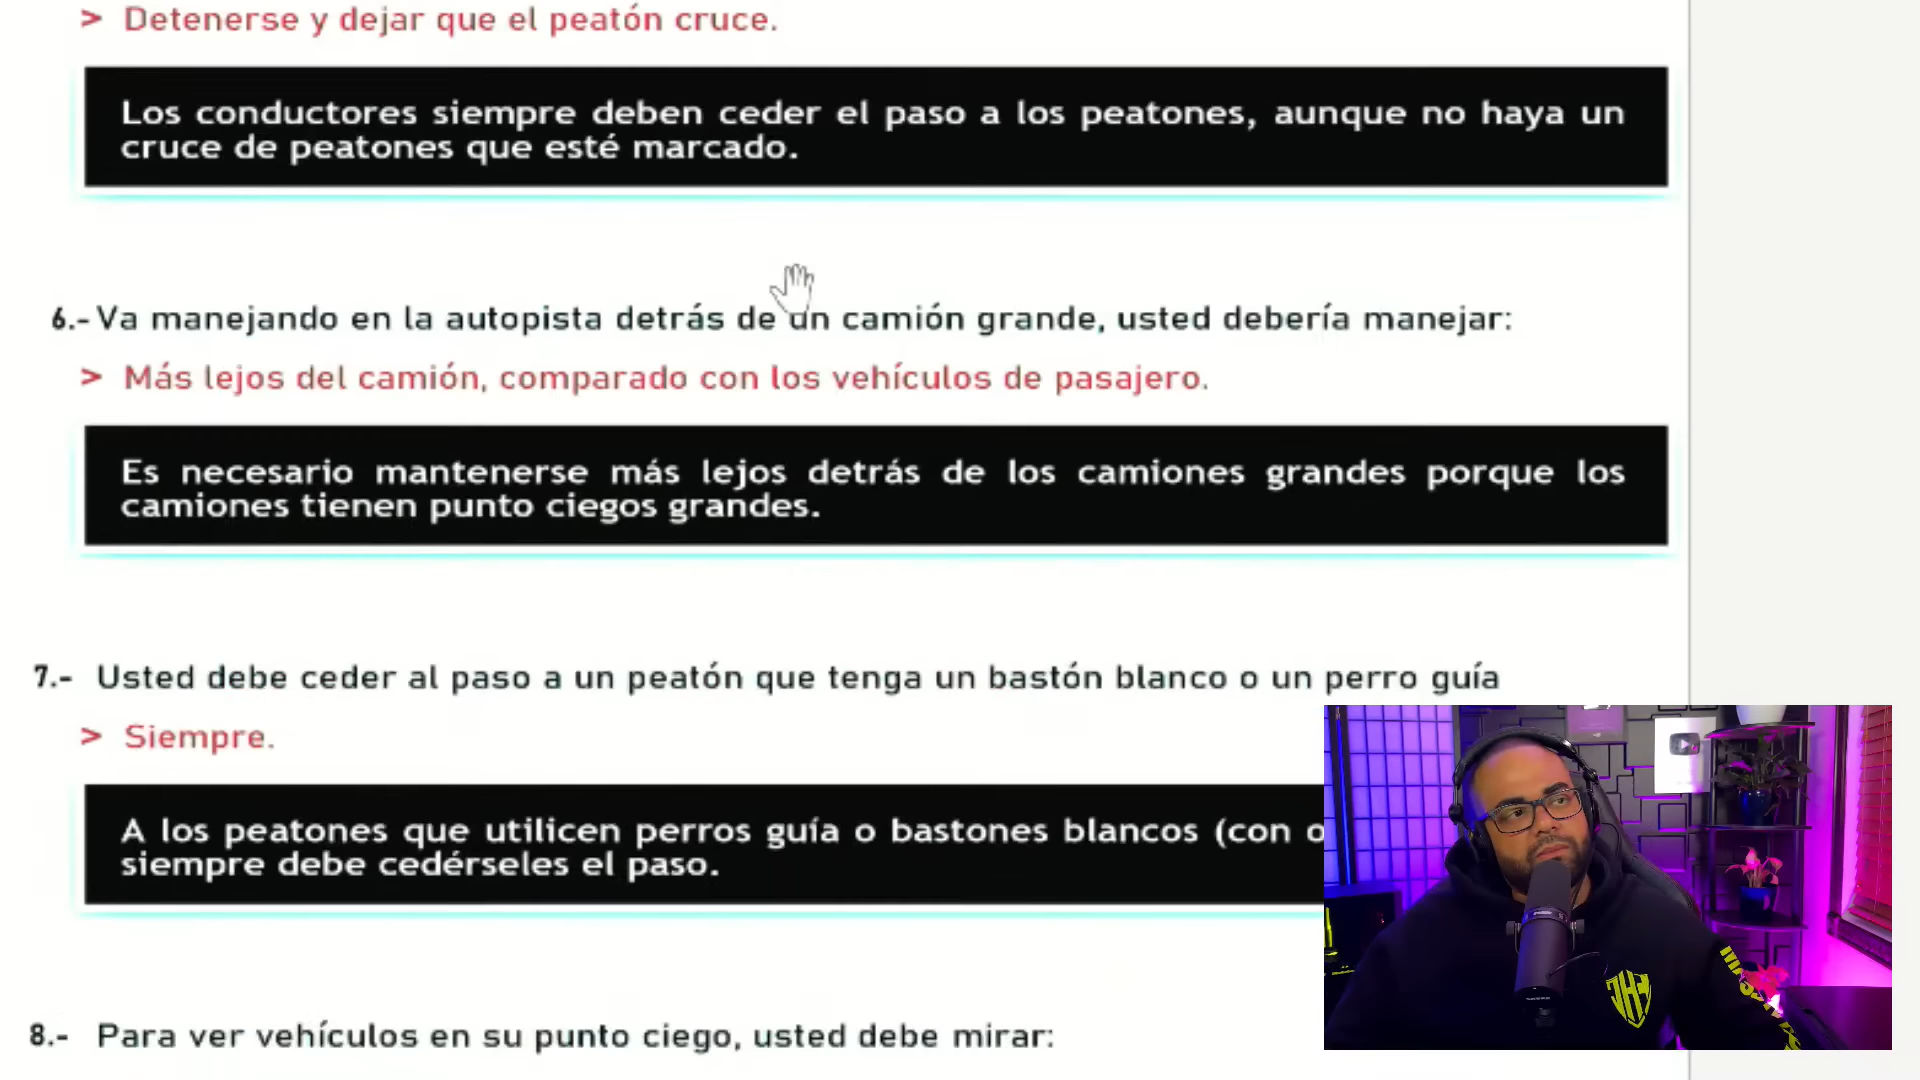 > Detenerse y dejar que el peatón cruce.
Los conductores siempre deben ceder el paso a los peatones, aunque no haya un
cruce de peatones que esté marcado.
6.- Va manejando en la autopista detrás de un camión grande, usted debería manejar:
> Más lejos del camión, comparado con los vehículos de pasajero.
Es necesario mantenerse más lejos detrás de los camiones grandes porque los
camiones tienen punto ciegos grandes.
7.- Usted debe ceder al paso a un peatón que tenga un bastón blanco o un perro guía
> Siempre.
A los peatones que utilicen perros guía o bastones blancos (con o
siempre debe cedérseles el paso.
8.- Para ver vehículos en su punto ciego, usted debe mirar: